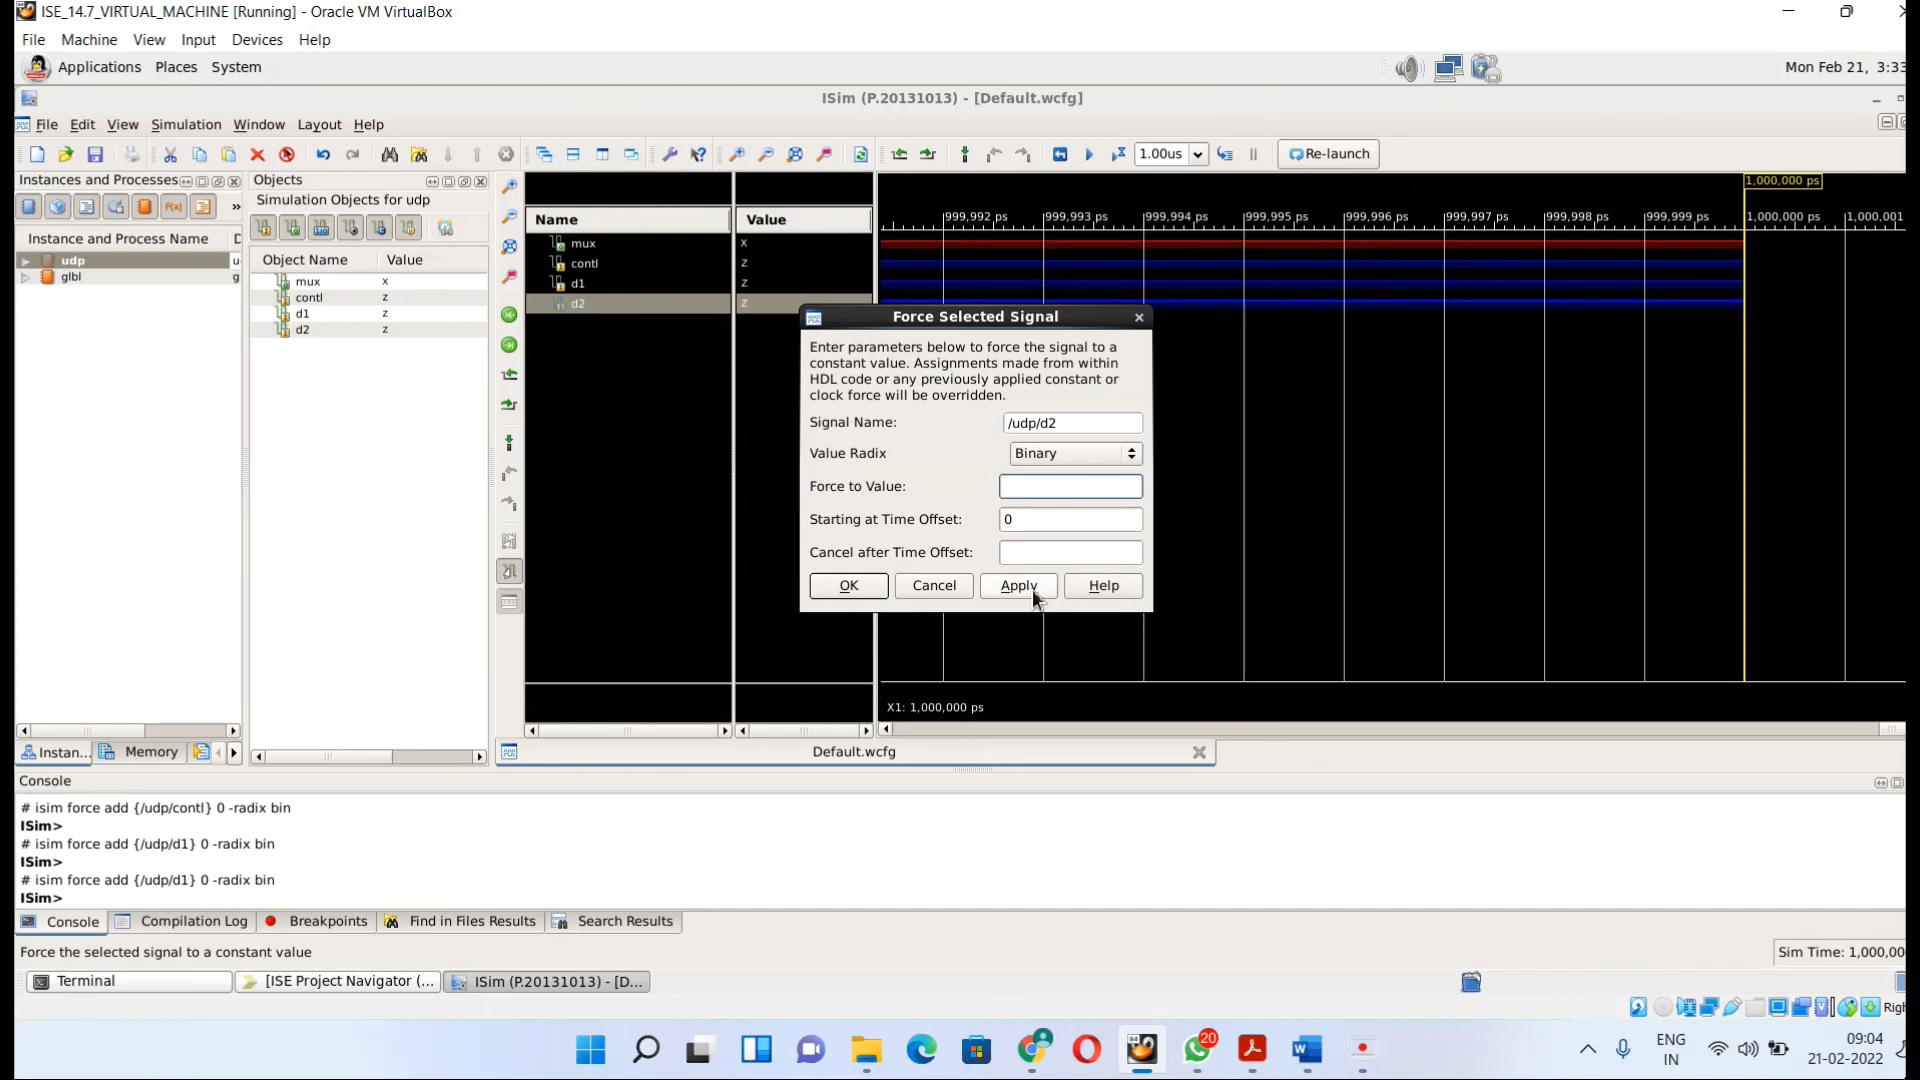 ISE_14.7_VIRTUAL_MACHINE [Running] - Oracle VM VirtualBox
File Machine View Input Devices Help
Applications Places System
Mon Feb 21, 3:33
ISim (P.20131013) - [Default.wcfg]
File Edit View Simulation Window Layout Help
1.00us
Re-launch
Instances and Processes
Instance and Process Name D
udp u
glbl g
Objects
Simulation Objects for udp
Object Name Value
mux x
contl z
d1 z
d2 z
Name Value
mux x
contl z
d1 z
d2 z
1,000,000 ps
999,992 ps 999,993 ps 999,994 ps 999,995 ps 999,996 ps 999,997 ps 999,998 ps 999,999 ps 1,000,000 ps 1,000,001
Force Selected Signal
Enter parameters below to force the signal to a
constant value. Assignments made from within
HDL code or any previously applied constant or
clock force will be overridden.
Signal Name: /udp/d2
Value Radix Binary
Force to Value:
Starting at Time Offset: 0
Cancel after Time Offset:
OK Cancel Apply Help
X1: 1,000,000 ps
Instan... Memory
Default.wcfg
Console
# isim force add {/udp/contl} 0 -radix bin
ISim>
# isim force add {/udp/d1} 0 -radix bin
ISim>
# isim force add {/udp/d1} 0 -radix bin
ISim>
Console Compilation Log Breakpoints Find in Files Results Search Results
Force the selected signal to a constant value
Sim Time: 1,000,00
Terminal [ISE Project Navigator (... ISim (P.20131013) - [D...
Righ
20
ENG
IN
09:04
21-02-2022